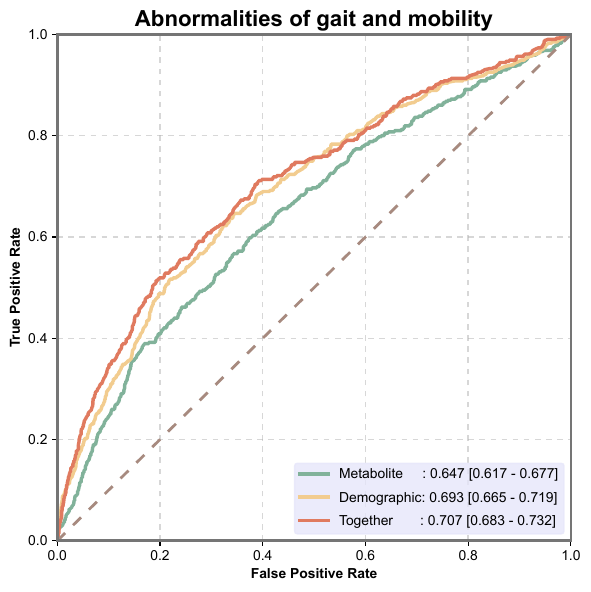 Abnormalities of gait and mobility
True Positive Rate
1.0
0.8
0.6
0.4
0.2
0.0
Metabolite : 0.647 [0.617 - 0.677]
Demographic: 0.693 [0.665 - 0.719]
Together : 0.707 [0.683 - 0.732]
0.0 0.2 0.4 0.6 0.8 1.0
False Positive Rate